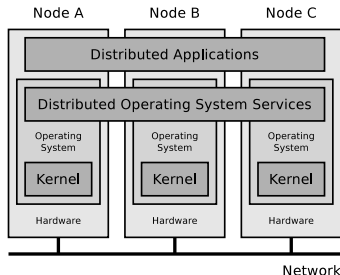 Node A Node B Node C
Distributed Applications
Distributed Operating System Services
Operating Operating Operating
System System System
Kernel Kernel Kernel
Hardware Hardware Hardware
Network